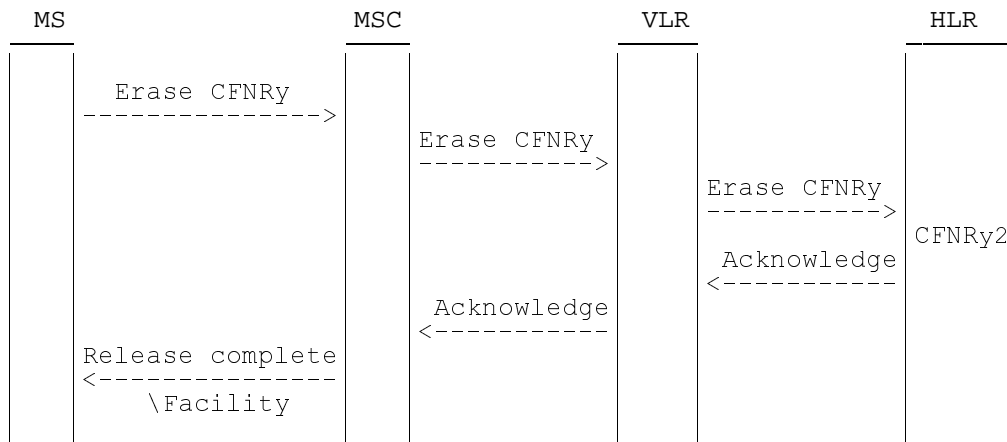 MS MSC VLR HLR
Erase CFNRy
--------------->
Erase CFNRy
----------->
Erase CFNRy
----------->
CFNRy2
Acknowledge
<-----------
Acknowledge
<-----------
Release complete
<---------------
\Facility